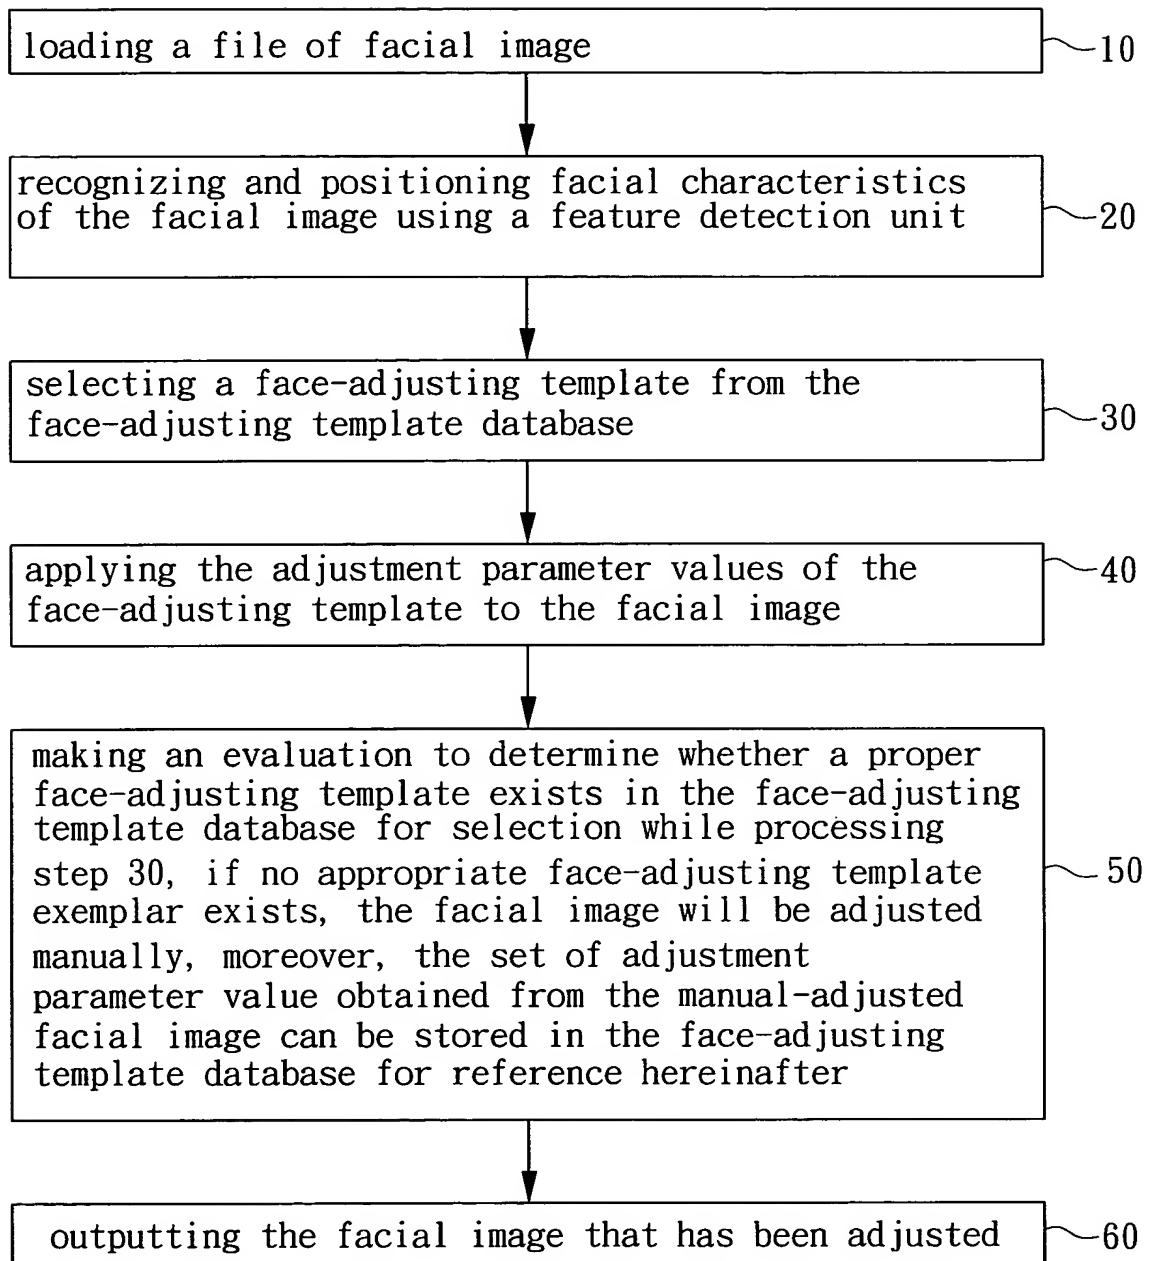 loading a file of facial image
10
recognizing and positioning facial characteristics
of the facial image using a feature detection unit
20
selecting a face-adjusting template from the
face-adjusting template database
30
applying the adjustment parameter values of the
face-adjusting template to the facial image
40
making an evaluation to determine whether a proper
face-adjusting template exists in the face-adjusting
template database for selection while processing
step 30, if no appropriate face-adjusting template
exemplar exists, the facial image will be adjusted
manually, moreover, the set of adjustment
parameter value obtained from the manual-adjusted
facial image can be stored in the face-adjusting
template database for reference hereinafter
50
outputting the facial image that has been adjusted
60